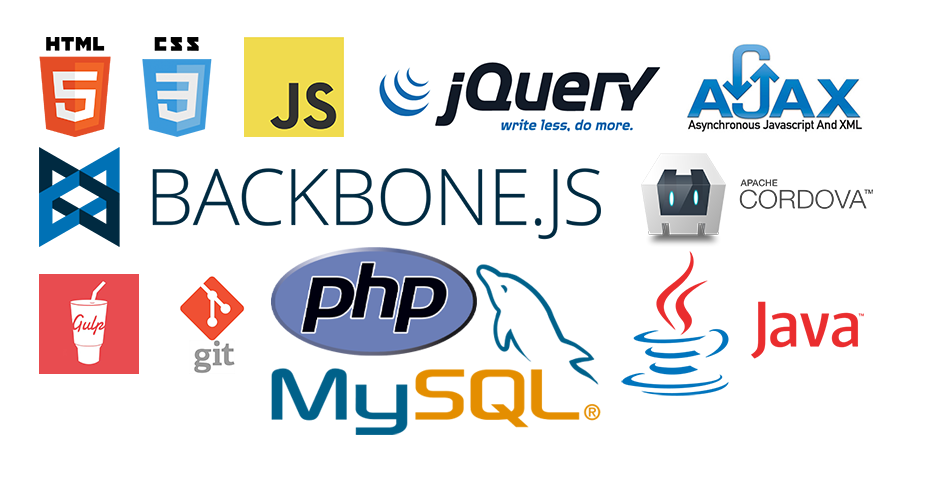 HTML
5
CSS
3
JS
jQuery
write less, do more.
AJAX
Asynchronous Javascript And XML
BACKBONE.JS
APACHE
CORDOVA™
Gulp
git
php
MySQL®
Java™